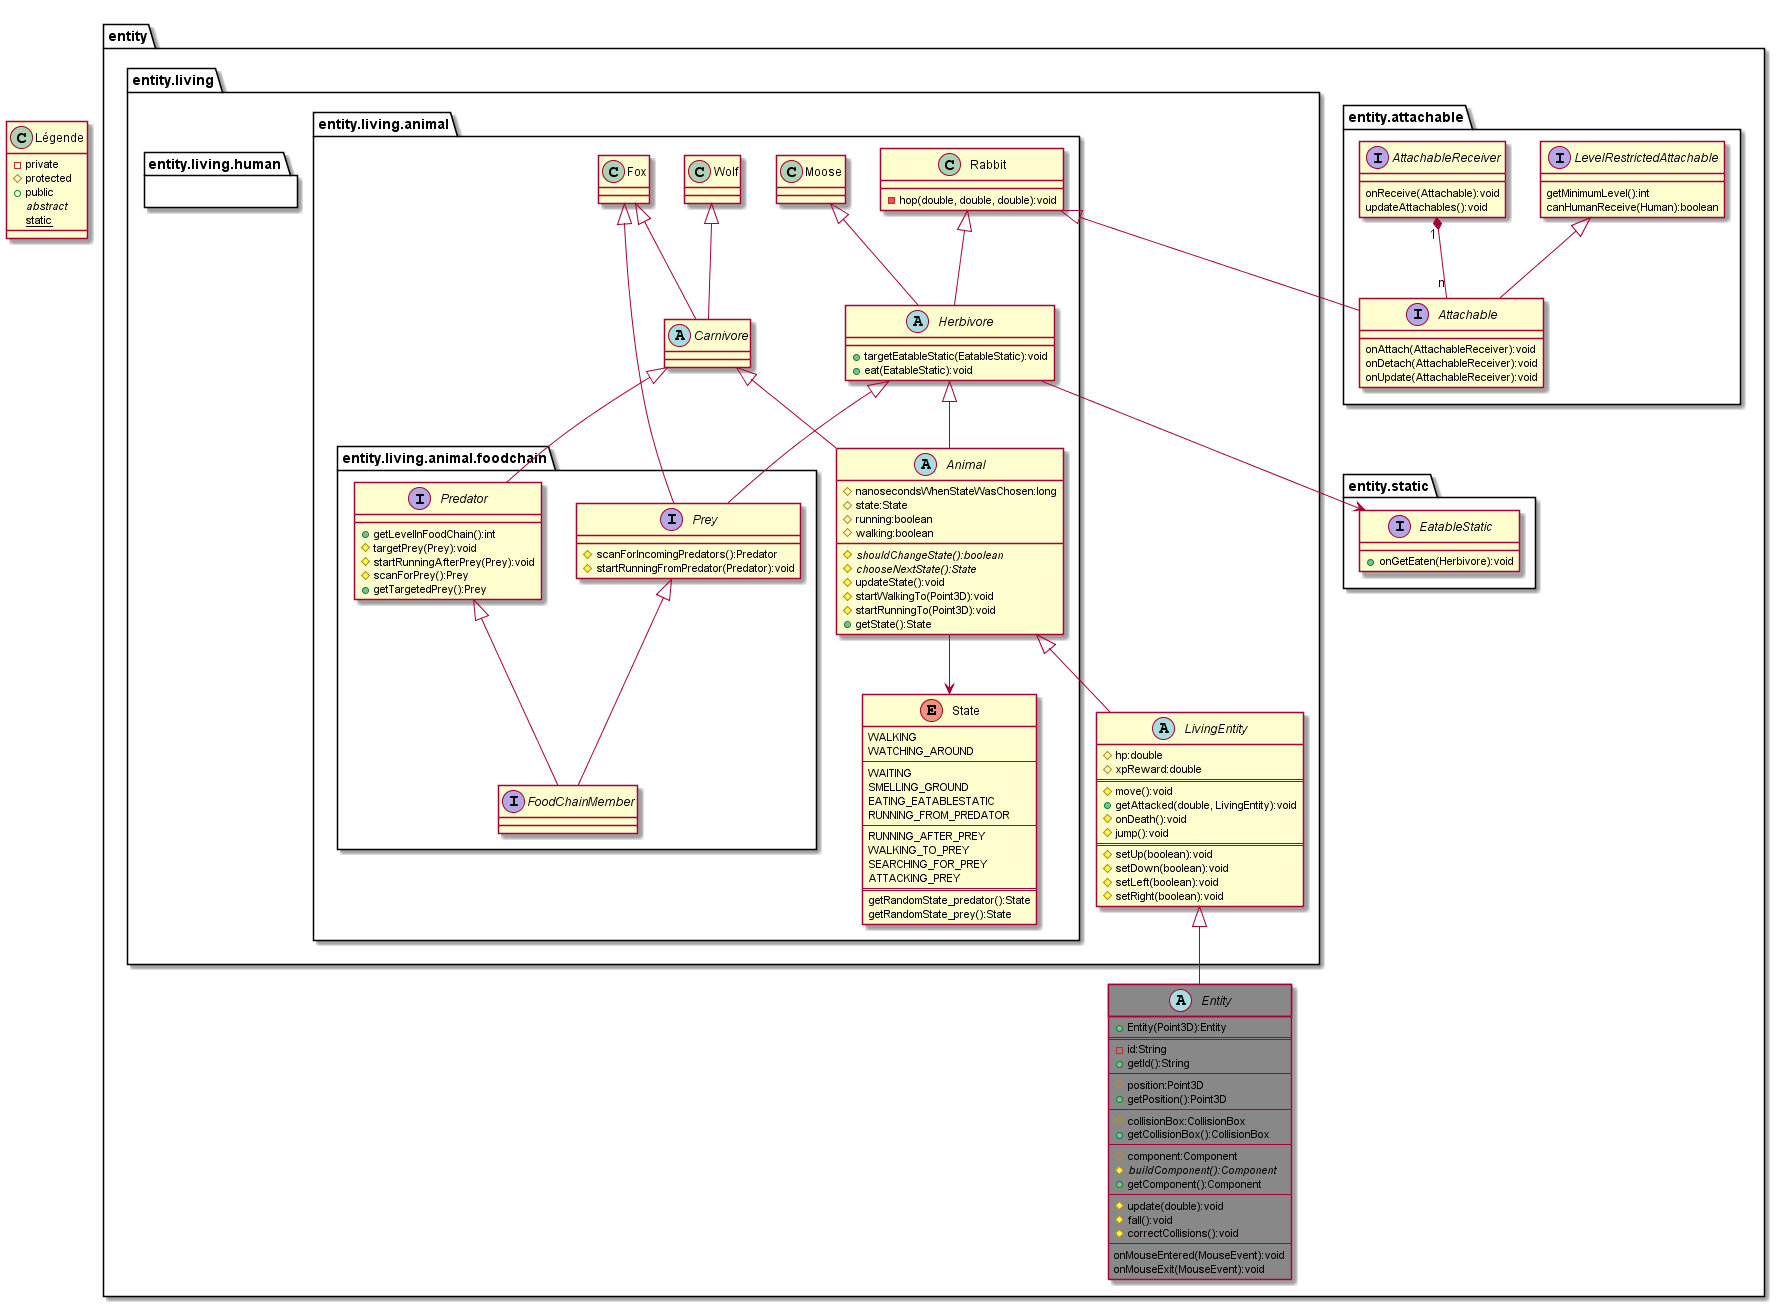 entity
entity.living
C Légende
private
protected
public
abstract
static
entity.living.human
entity.living.animal
C Fox
C Wolf
C Moose
C Rabbit
hop(double, double, double):void
entity.attachable
I AttachableReceiver
onReceive(Attachable):void
updateAttachables():void
I LevelRestrictedAttachable
getMinimumLevel():int
canHumanReceive(Human):boolean
1
n
I Attachable
onAttach(AttachableReceiver):void
onDetach(AttachableReceiver):void
onUpdate(AttachableReceiver):void
A Carnivore
A Herbivore
targetEatableStatic(EatableStatic):void
eat(EatableStatic):void
entity.living.animal.foodchain
I Predator
getLevelInFoodChain():int
targetPrey(Prey):void
startRunningAfterPrey(Prey):void
scanForPrey():Prey
getTargetedPrey():Prey
I Prey
scanForIncomingPredators():Predator
startRunningFromPredator(Predator):void
A Animal
nanosecondsWhenStateWasChosen:long
state:State
running:boolean
walking:boolean
shouldChangeState():boolean
chooseNextState():State
updateState():void
startWalkingTo(Point3D):void
startRunningTo(Point3D):void
getState():State
entity.static
I EatableStatic
onGetEaten(Herbivore):void
I FoodChainMember
E State
WALKING
WATCHING_AROUND
WAITING
SMELLING_GROUND
EATING_EATABLESTATIC
RUNNING_FROM_PREDATOR
RUNNING_AFTER_PREY
WALKING_TO_PREY
SEARCHING_FOR_PREY
ATTACKING_PREY
getRandomState_predator():State
getRandomState_prey():State
A LivingEntity
hp:double
xpReward:double
move():void
getAttacked(double, LivingEntity):void
onDeath():void
jump():void
setUp(boolean):void
setDown(boolean):void
setLeft(boolean):void
setRight(boolean):void
A Entity
Entity(Point3D):Entity
id:String
getId():String
position:Point3D
getPosition():Point3D
collisionBox:CollisionBox
getCollisionBox():CollisionBox
component:Component
buildComponent():Component
getComponent():Component
update(double):void
fall():void
correctCollisions():void
onMouseEntered(MouseEvent):void
onMouseExit(MouseEvent):void